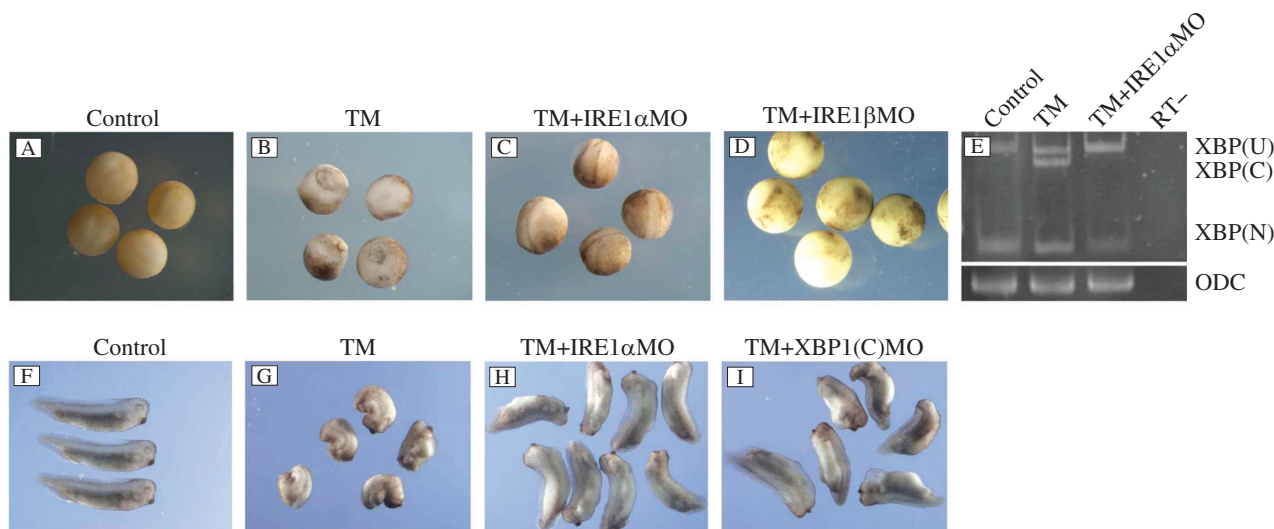 Control
TM
TM+IRE1αMO
TM+IRE1βMO
Control
TM
TM+IRE1αMO
RT–
A
B
C
D
E
XBP(U)
XBP(C)
XBP(N)
ODC
Control
TM
TM+IRE1αMO
TM+XBP1(C)MO
F
G
H
I